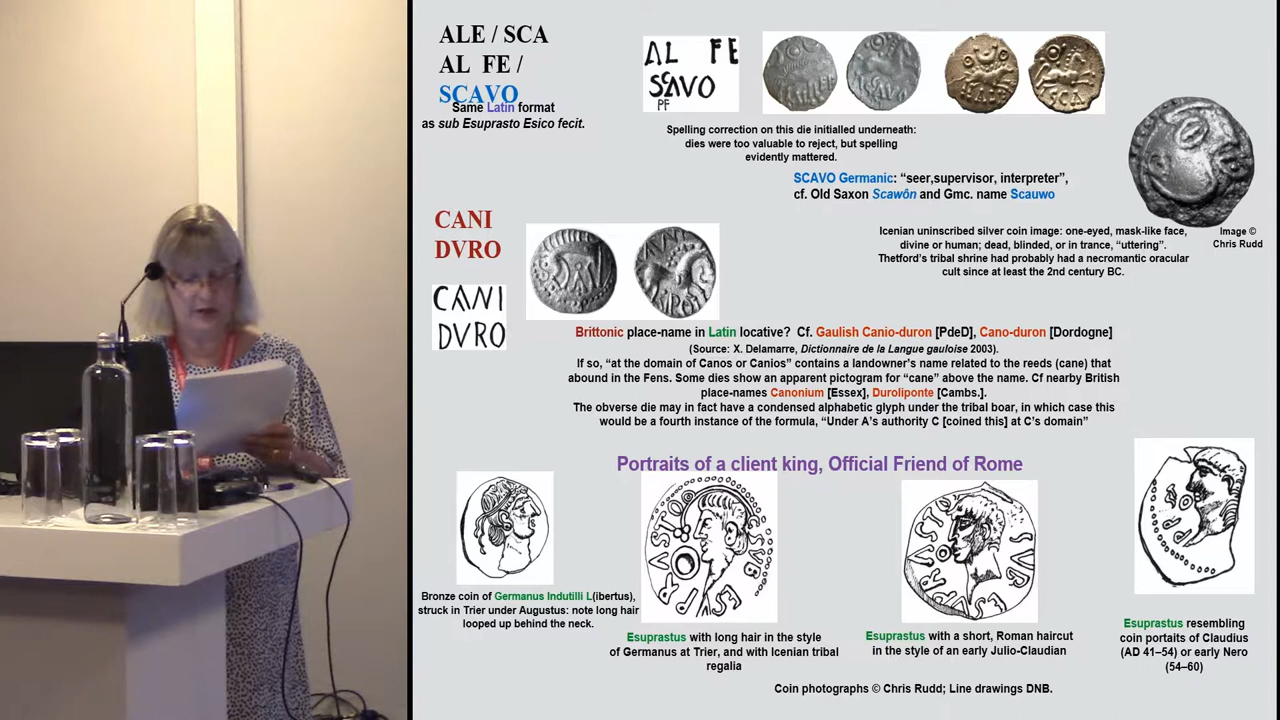 ALE / SCA
AL FE /
SCAVO
Same Latin format
as sub Esuprasto Esico fecit.
AL FE
SCAVO
PF
Spelling correction on this die initialled underneath:
dies were too valuable to reject, but spelling
evidently mattered.
SCAVO Germanic: “seer,supervisor, interpreter”,
cf. Old Saxon Scawôn and Gmc. name Scauwo
Icenian uninscribed silver coin image: one-eyed, mask-like face,
divine or human; dead, blinded, or in trance, “uttering”.
Thetford’s tribal shrine had probably had a necromantic oracular
cult since at least the 2nd century BC.
Image ©
Chris Rudd
CANI
DVRO
CANI
DVRO
Brittonic place-name in Latin locative? Cf. Gaulish Canio-duron [PdeD], Cano-duron [Dordogne]
(Source: X. Delamarre, Dictionnaire de la Langue gauloise 2003).
If so, “at the domain of Canos or Canios” contains a landowner’s name related to the reeds (cane) that
abound in the Fens. Some dies show an apparent pictogram for “cane” above the name. Cf nearby British
place-names Canonium [Essex], Duroliponte [Cambs.].
The obverse die may in fact have a condensed alphabetic glyph under the tribal boar, in which case this
would be a fourth instance of the formula, “Under A’s authority C [coined this] at C’s domain”
Portraits of a client king, Official Friend of Rome
Bronze coin of Germanus Indutilli L(ibertus),
struck in Trier under Augustus: note long hair
looped up behind the neck.
Esuprastus with long hair in the style
of Germanus at Trier, and with Icenian tribal
regalia
Esuprastus with a short, Roman haircut
in the style of an early Julio-Claudian
Esuprastus resembling
coin portaits of Claudius
(AD 41–54) or early Nero
(54–60)
Coin photographs © Chris Rudd; Line drawings DNB.